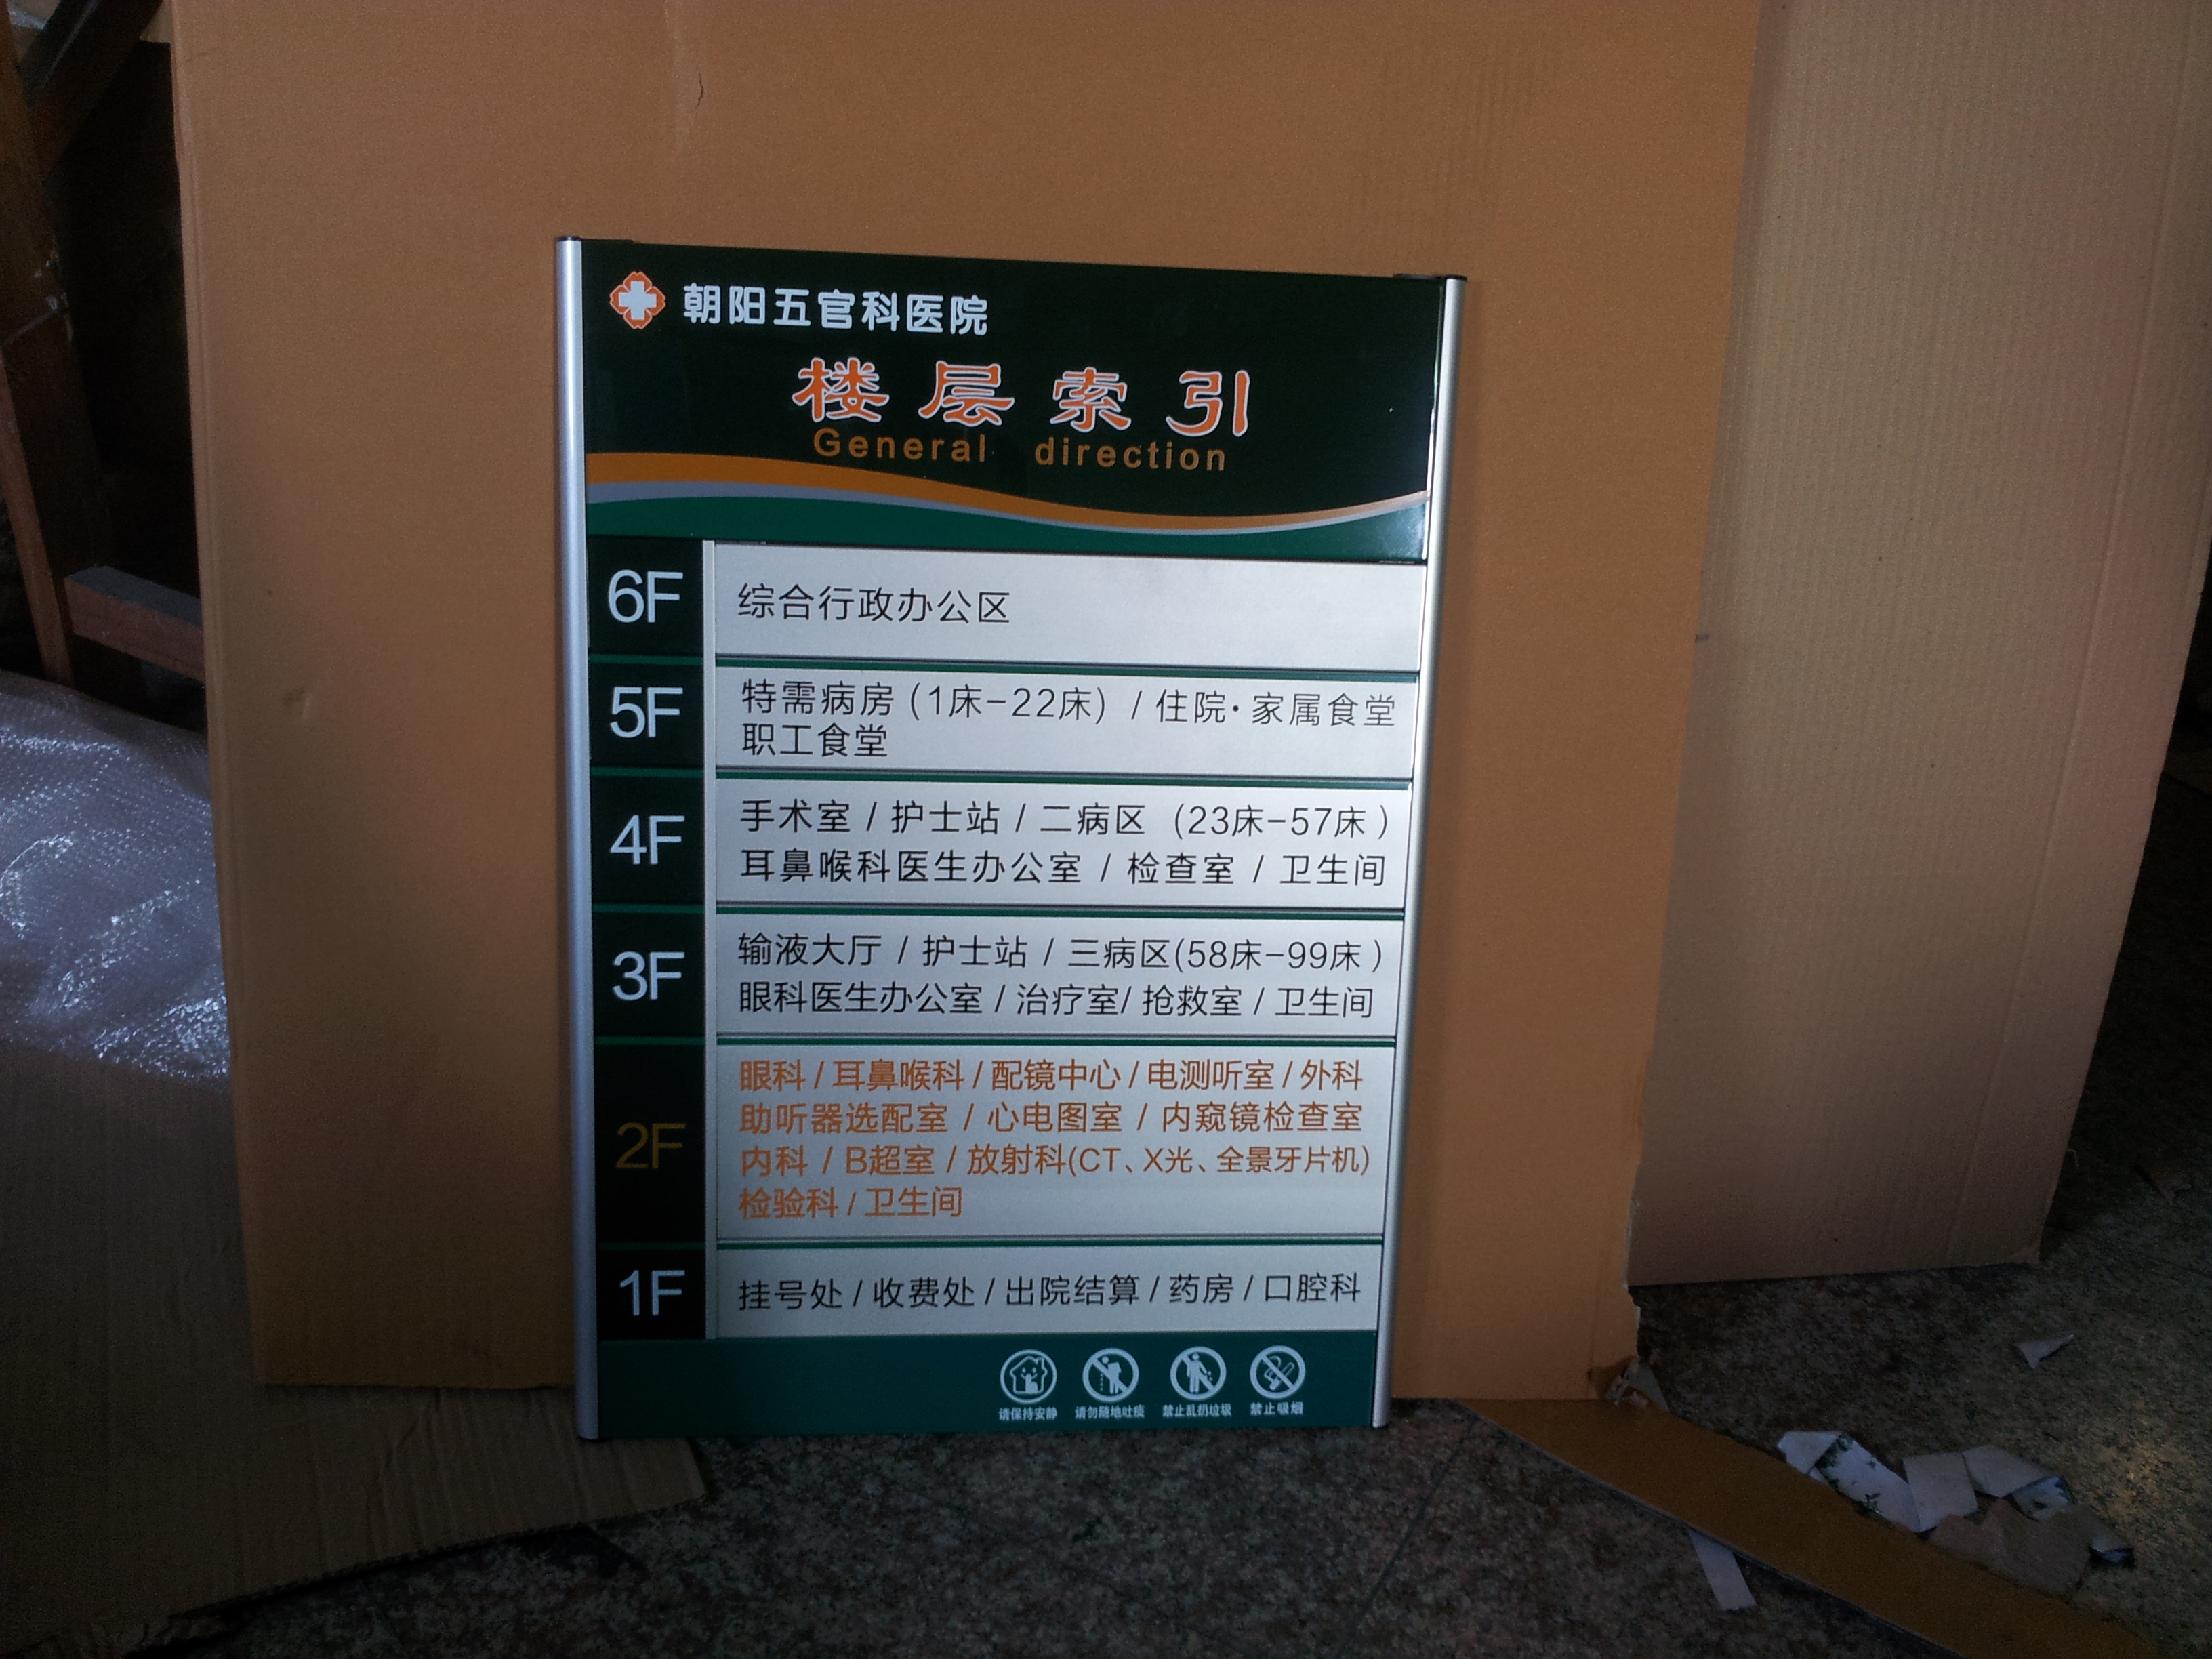 朝阳五官科医院
楼层索引
General direction
6F
综合行政办公区
5F
特需病房(1床-22床) / 住院·家属食堂
职工食堂
4F
手术室 / 护士站 / 二病区 (23床-57床)
耳鼻喉科医生办公室 / 检查室 / 卫生间
3F
输液大厅 / 护士站 / 三病区(58床-99床)
眼科医生办公室 / 治疗室/ 抢救室 / 卫生间
2F
眼科 / 耳鼻喉科 / 配镜中心 / 电测听室 / 外科
助听器选配室 / 心电图室 / 内窥镜检查室
内科 / B超室 / 放射科(CT、X光、全景牙片机)
检验科 / 卫生间
1F
挂号处 / 收费处 / 出院结算 / 药房 / 口腔科
请保持安静 请勿随地吐痰 禁止乱扔垃圾 禁止吸烟